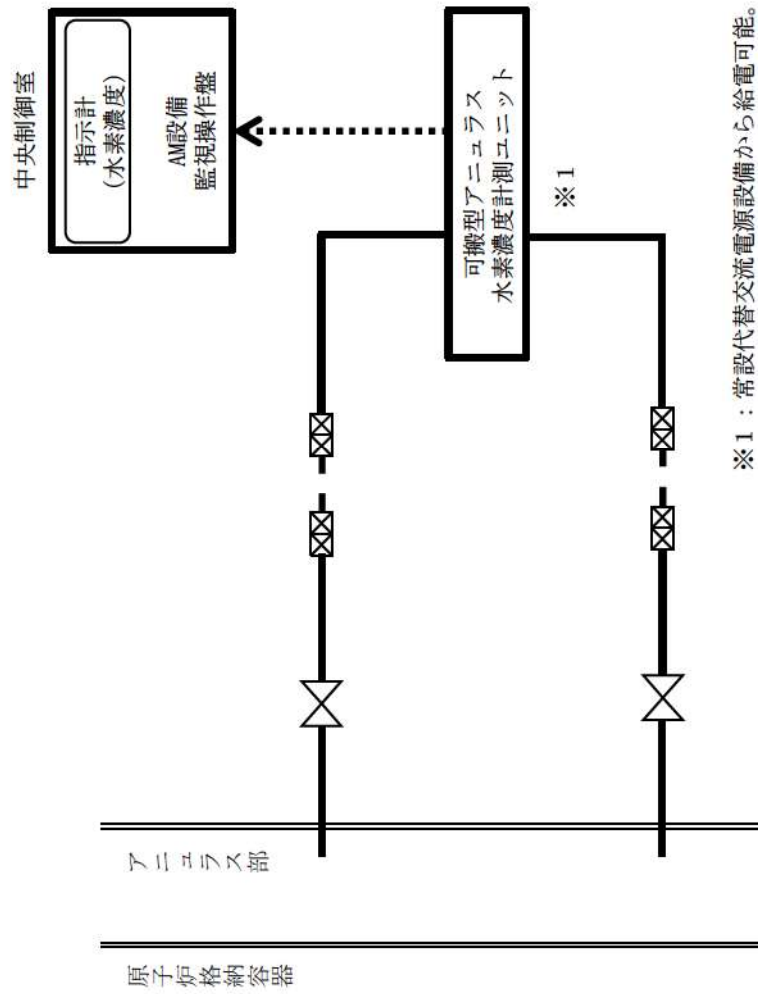 中央制御室
指示計
(水素濃度)
AM設備
監視操作盤
可搬型アニュラス
水素濃度計測ユニット
※1
アニュラス部
原子炉格納容器
※1:常設代替交流電源設備から給電可能。